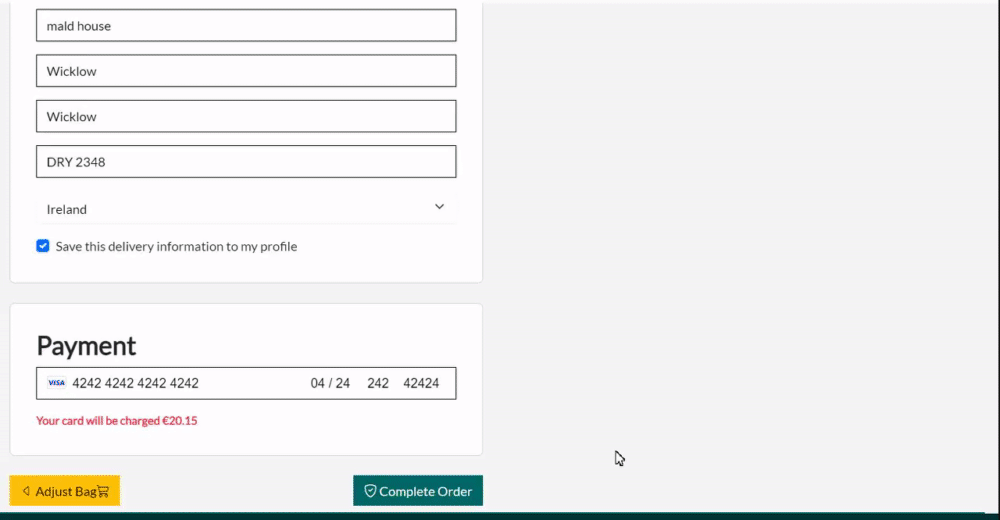 mald house
Wicklow
Wicklow
DRY 2348
Ireland
Save this delivery information to my profile
Payment
VISA 4242 4242 4242 4242 04 / 24 242 42424
Your card will be charged €20.15
Adjust Bag
Complete Order